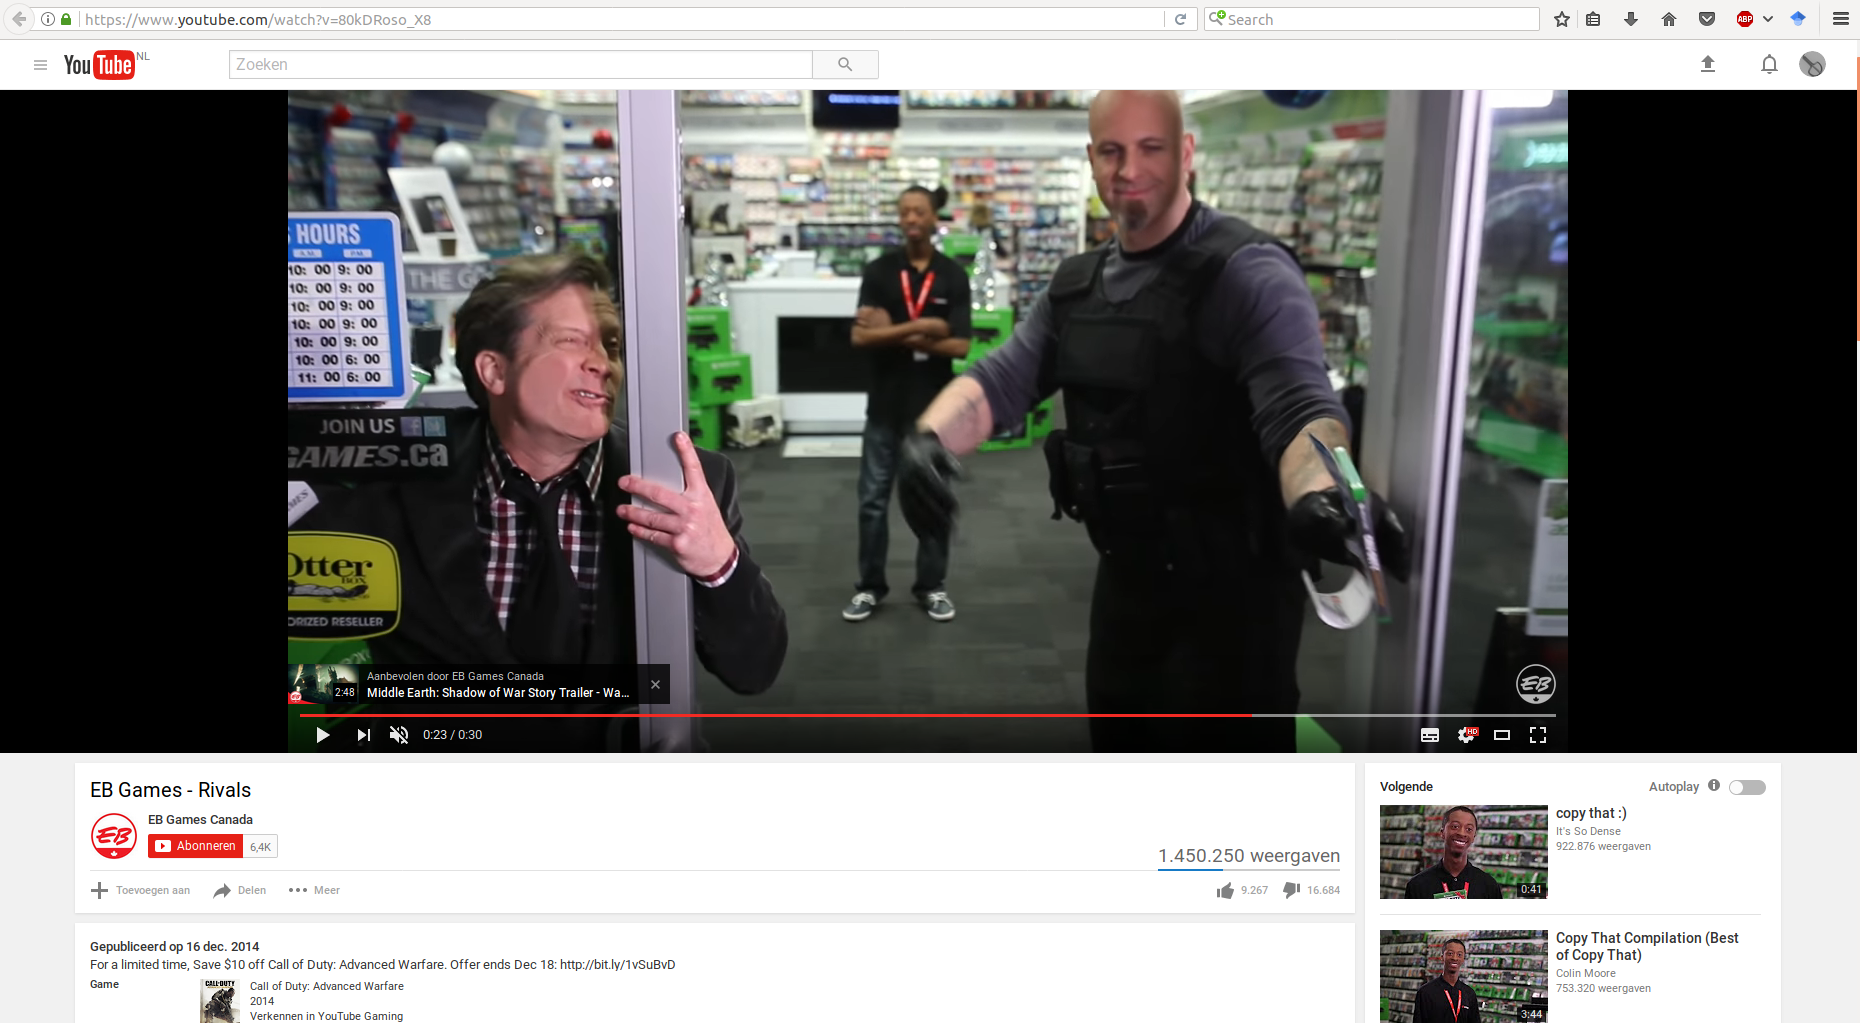 https://www.youtube.com/watch?v=80kDRoso_X8
Search
ABP
YouTube NL
Zoeken
HOURS
A.M. P.M.
10: 00 9: 00
10: 00 9: 00
10: 00 9: 00
10: 00 9: 00
10: 00 9: 00
10: 00 6: 00
11: 00 6: 00
THE
JOIN US
GAMES.ca
Otter
BOX
RESELLER
Aanbevolen door EB Games Canada
2:48
Middle Earth: Shadow of War Story Trailer - Wa...
EB
0:23 / 0:30
HD
EB Games - Rivals
EB
EB Games Canada
Abonneren
6,4K
1.450.250 weergaven
Toevoegen aan
Delen
Meer
9.267
16.684
Gepubliceerd op 16 dec. 2014
For a limited time, Save $10 off Call of Duty: Advanced Warfare. Offer ends Dec 18: http://bit.ly/1vSuBvD
Game
CALL·DUTY
Call of Duty: Advanced Warfare
2014
Verkennen in YouTube Gaming
Volgende
Autoplay
copy that :)
It's So Dense
922.876 weergaven
0:41
Copy That Compilation (Best
of Copy That)
Colin Moore
753.320 weergaven
3:44